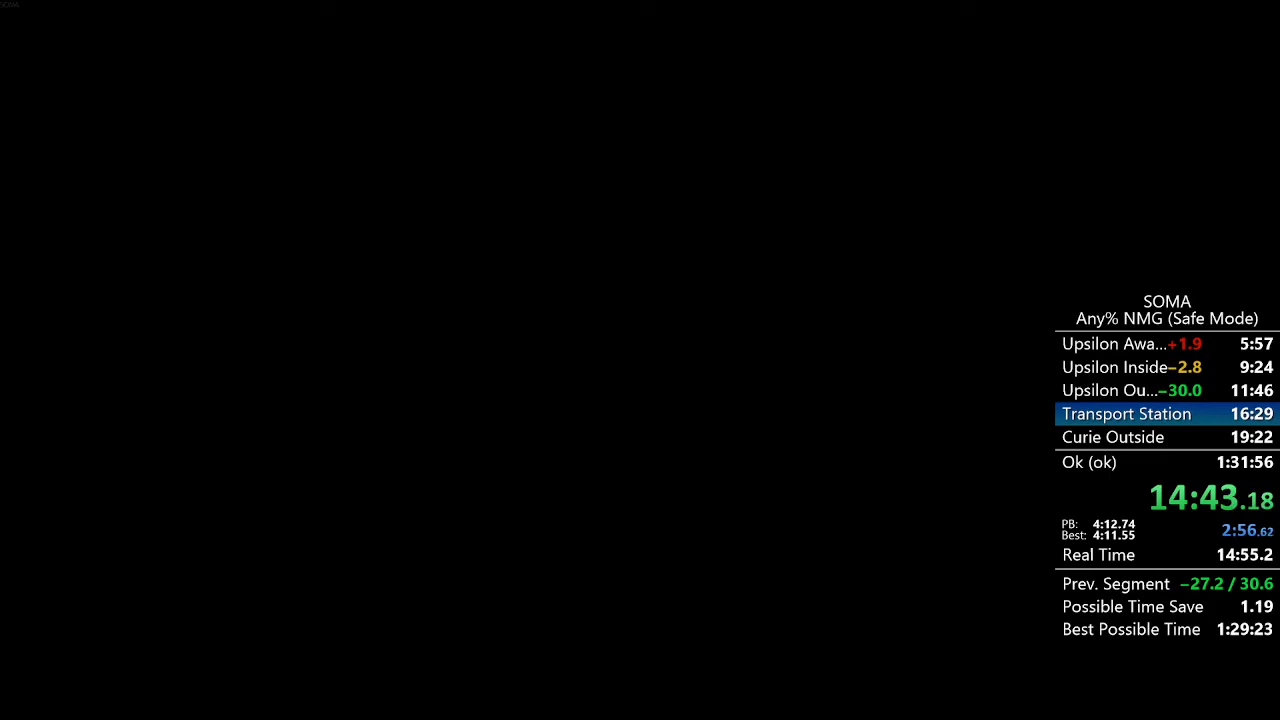 SOMA
SOMA
Any% NMG (Safe Mode)
Upsilon Awa... +1.9 5:57
Upsilon Inside -2.8 9:24
Upsilon Ou... -30.0 11:46
Transport Station 16:29
Curie Outside 19:22
Ok (ok) 1:31:56
14:43.18
PB: 4:12.74
Best: 4:11.55 2:56.62
Real Time 14:55.2
Prev. Segment -27.2 / 30.6
Possible Time Save 1.19
Best Possible Time 1:29:23